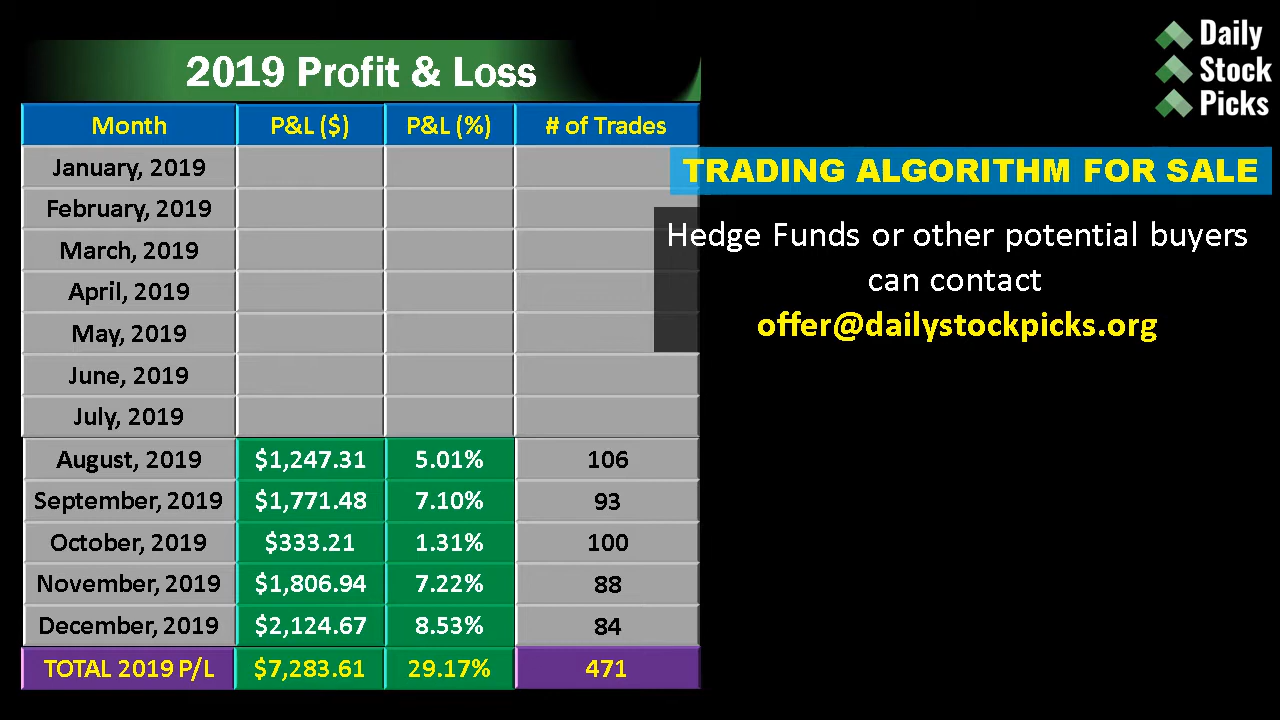 Daily
Stock
Picks
2019 Profit & Loss
Month P&L ($) P&L (%) # of Trades
January, 2019
February, 2019
March, 2019
April, 2019
May, 2019
June, 2019
July, 2019
August, 2019 $1,247.31 5.01% 106
September, 2019 $1,771.48 7.10% 93
October, 2019 $333.21 1.31% 100
November, 2019 $1,806.94 7.22% 88
December, 2019 $2,124.67 8.53% 84
TOTAL 2019 P/L $7,283.61 29.17% 471
TRADING ALGORITHM FOR SALE
Hedge Funds or other potential buyers
can contact
offer@dailystockpicks.org